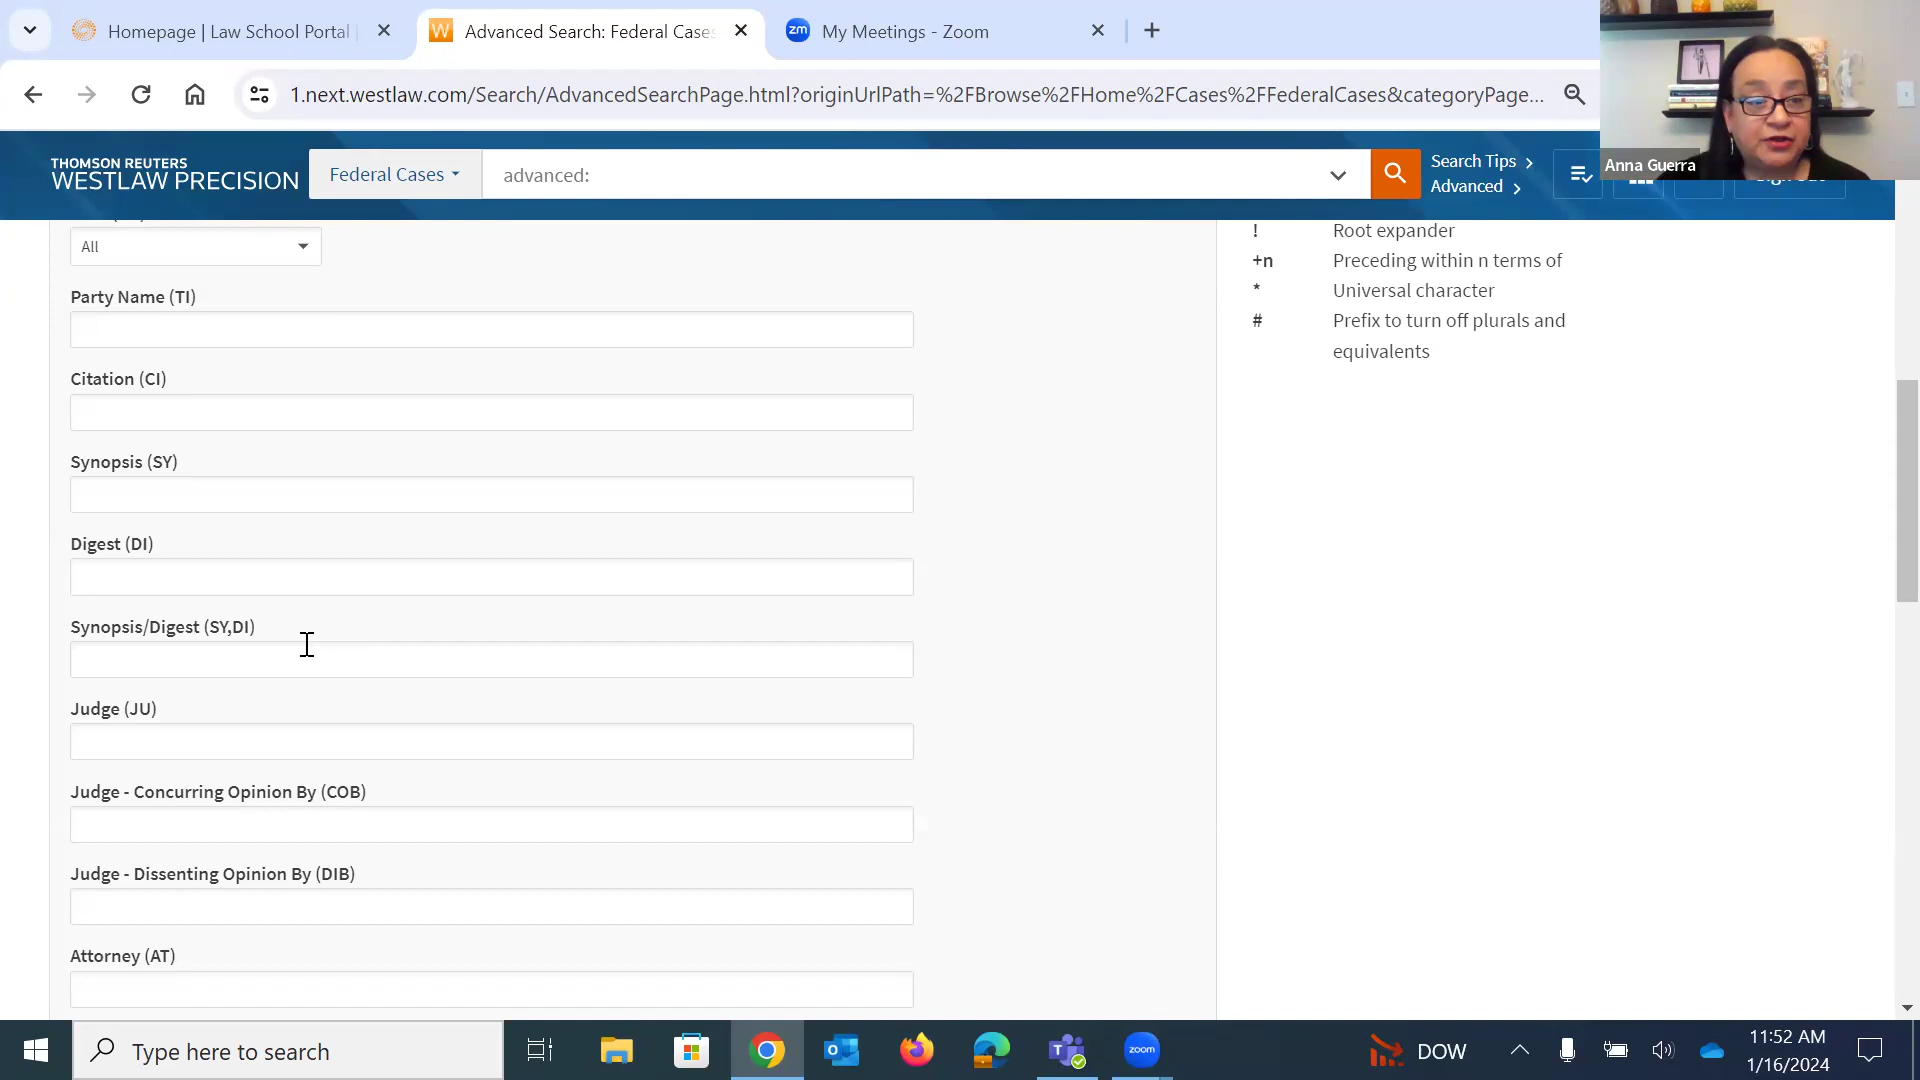 Homepage | Law School Portal
Advanced Search: Federal Cases
My Meetings - Zoom
1.next.westlaw.com/Search/AdvancedSearchPage.html?originUrlPath=%2FBrowse%2FHome%2FCases%2FFederalCases&categoryPage...
THOMSON REUTERS
WESTLAW PRECISION
Federal Cases
advanced:
Search Tips
Advanced
Anna Guerra
All
Party Name (TI)
Citation (CI)
Synopsis (SY)
Digest (DI)
Synopsis/Digest (SY,DI)
Judge (JU)
Judge - Concurring Opinion By (COB)
Judge - Dissenting Opinion By (DIB)
Attorney (AT)
! Root expander
+n Preceding within n terms of
* Universal character
# Prefix to turn off plurals and
equivalents
Type here to search
zoom
DOW
11:52 AM
1/16/2024